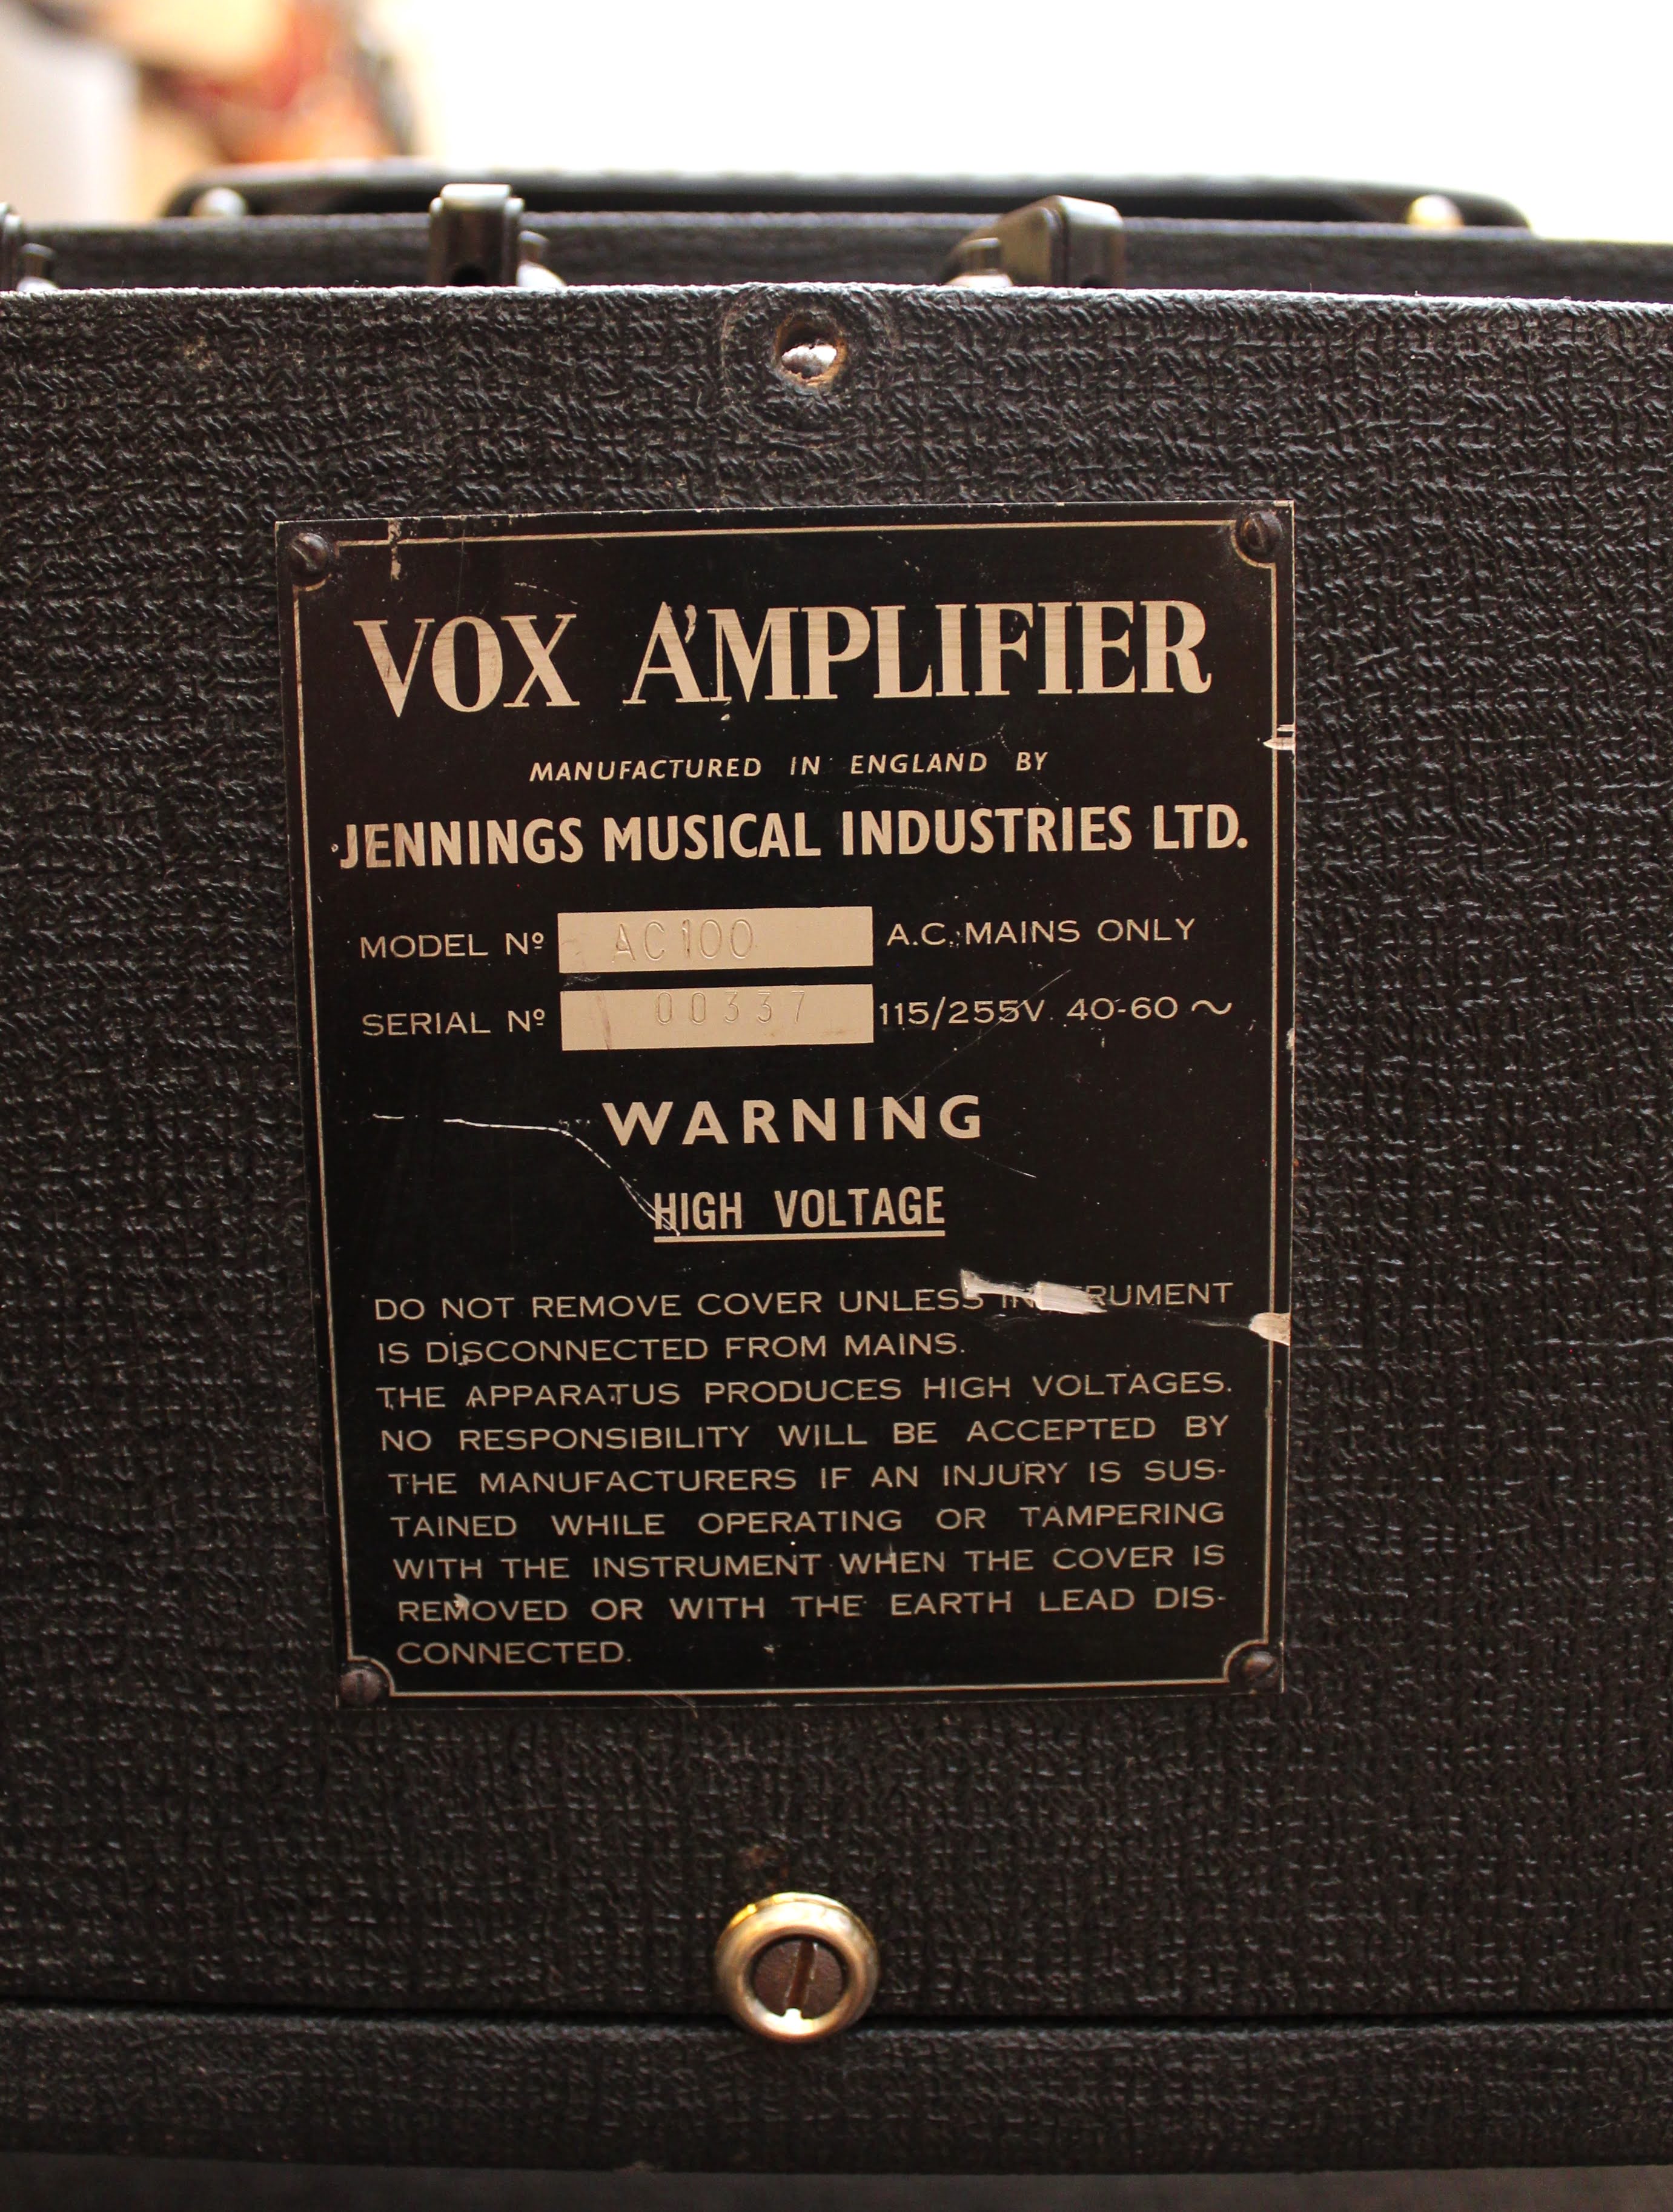 VOX AMPLIFIER
MANUFACTURED IN ENGLAND BY
JENNINGS MUSICAL INDUSTRIES LTD.
MODEL Nº AC100 A.C. MAINS ONLY
SERIAL Nº 00337 115/255V. 40-60 ~
WARNING
HIGH VOLTAGE
DO NOT REMOVE COVER UNLESS INSTRUMENT
IS DISCONNECTED FROM MAINS.
THE APPARATUS PRODUCES HIGH VOLTAGES.
NO RESPONSIBILITY WILL BE ACCEPTED BY
THE MANUFACTURERS IF AN INJURY IS SUS-
TAINED WHILE OPERATING OR TAMPERING
WITH THE INSTRUMENT WHEN THE COVER IS
REMOVED OR WITH THE EARTH LEAD DIS-
CONNECTED.